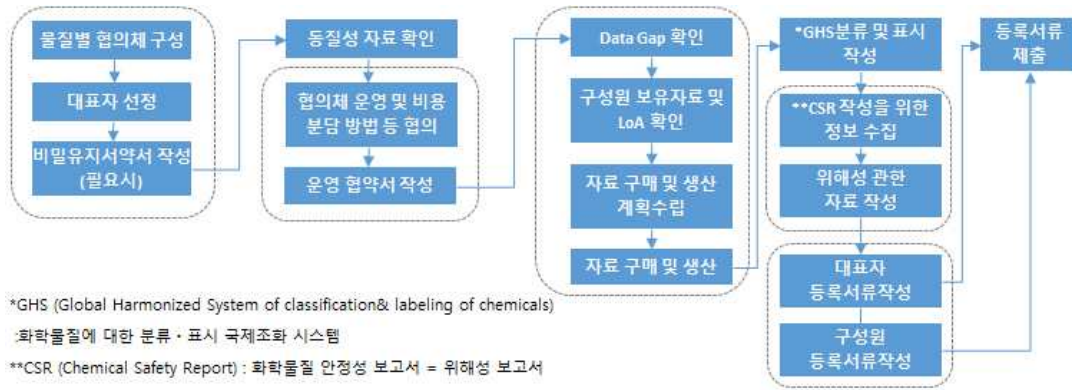 물질별 협의체 구성
대표자 선정
비밀유지서약서 작성
(필요시)
동질성 자료 확인
협의체 운영 및 비용
분담 방법 등 협의
운영 협약서 작성
Data Gap 확인
구성원 보유자료 및
LoA 확인
자료 구매 및 생산
계획수립
자료 구매 및 생산
*GHS분류 및 표시
작성
**CSR 작성을 위한
정보 수집
위해성 관한
자료 작성
대표자
등록서류작성
구성원
등록서류작성
등록서류
제출
*GHS (Global Harmonized System of classification& labeling of chemicals)
:화학물질에 대한 분류・표시 국제조화 시스템
**CSR (Chemical Safety Report) : 화학물질 안정성 보고서 = 위해성 보고서